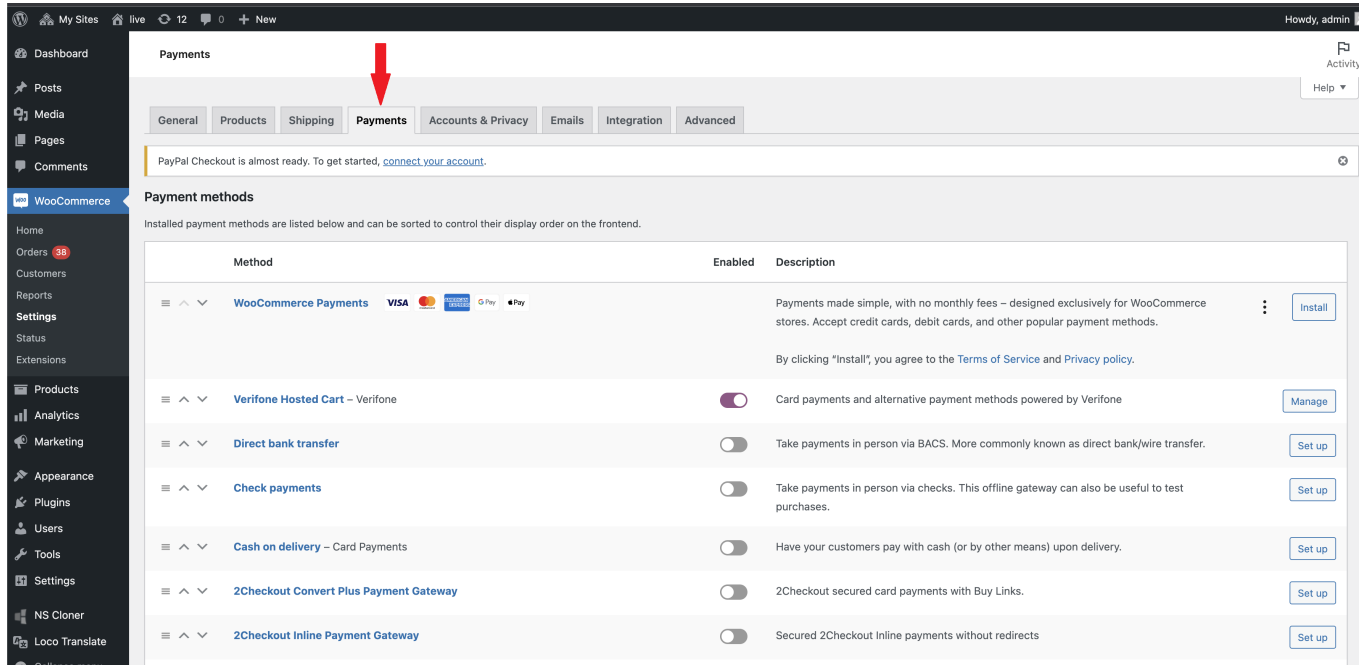 My Sites live 12 0 New
Howdy, admin
Dashboard
Posts
Media
Pages
Comments
WooCommerce
Home
Orders 38
Customers
Reports
Settings
Status
Extensions
Products
Analytics
Marketing
Appearance
Plugins
Users
Tools
Settings
NS Cloner
Loco Translate
Payments
Activity
Help
General Products Shipping Payments Accounts & Privacy Emails Integration Advanced
PayPal Checkout is almost ready. To get started, connect your account.
Payment methods
Installed payment methods are listed below and can be sorted to control their display order on the frontend.
Method Enabled Description
WooCommerce Payments VISA G Pay Pay
Payments made simple, with no monthly fees – designed exclusively for WooCommerce
stores. Accept credit cards, debit cards, and other popular payment methods.
By clicking “Install”, you agree to the Terms of Service and Privacy policy.
Install
Verifone Hosted Cart – Verifone
Card payments and alternative payment methods powered by Verifone
Manage
Direct bank transfer
Take payments in person via BACS. More commonly known as direct bank/wire transfer.
Set up
Check payments
Take payments in person via checks. This offline gateway can also be useful to test
purchases.
Set up
Cash on delivery – Card Payments
Have your customers pay with cash (or by other means) upon delivery.
Set up
2Checkout Convert Plus Payment Gateway
2Checkout secured card payments with Buy Links.
Set up
2Checkout Inline Payment Gateway
Secured 2Checkout Inline payments without redirects
Set up